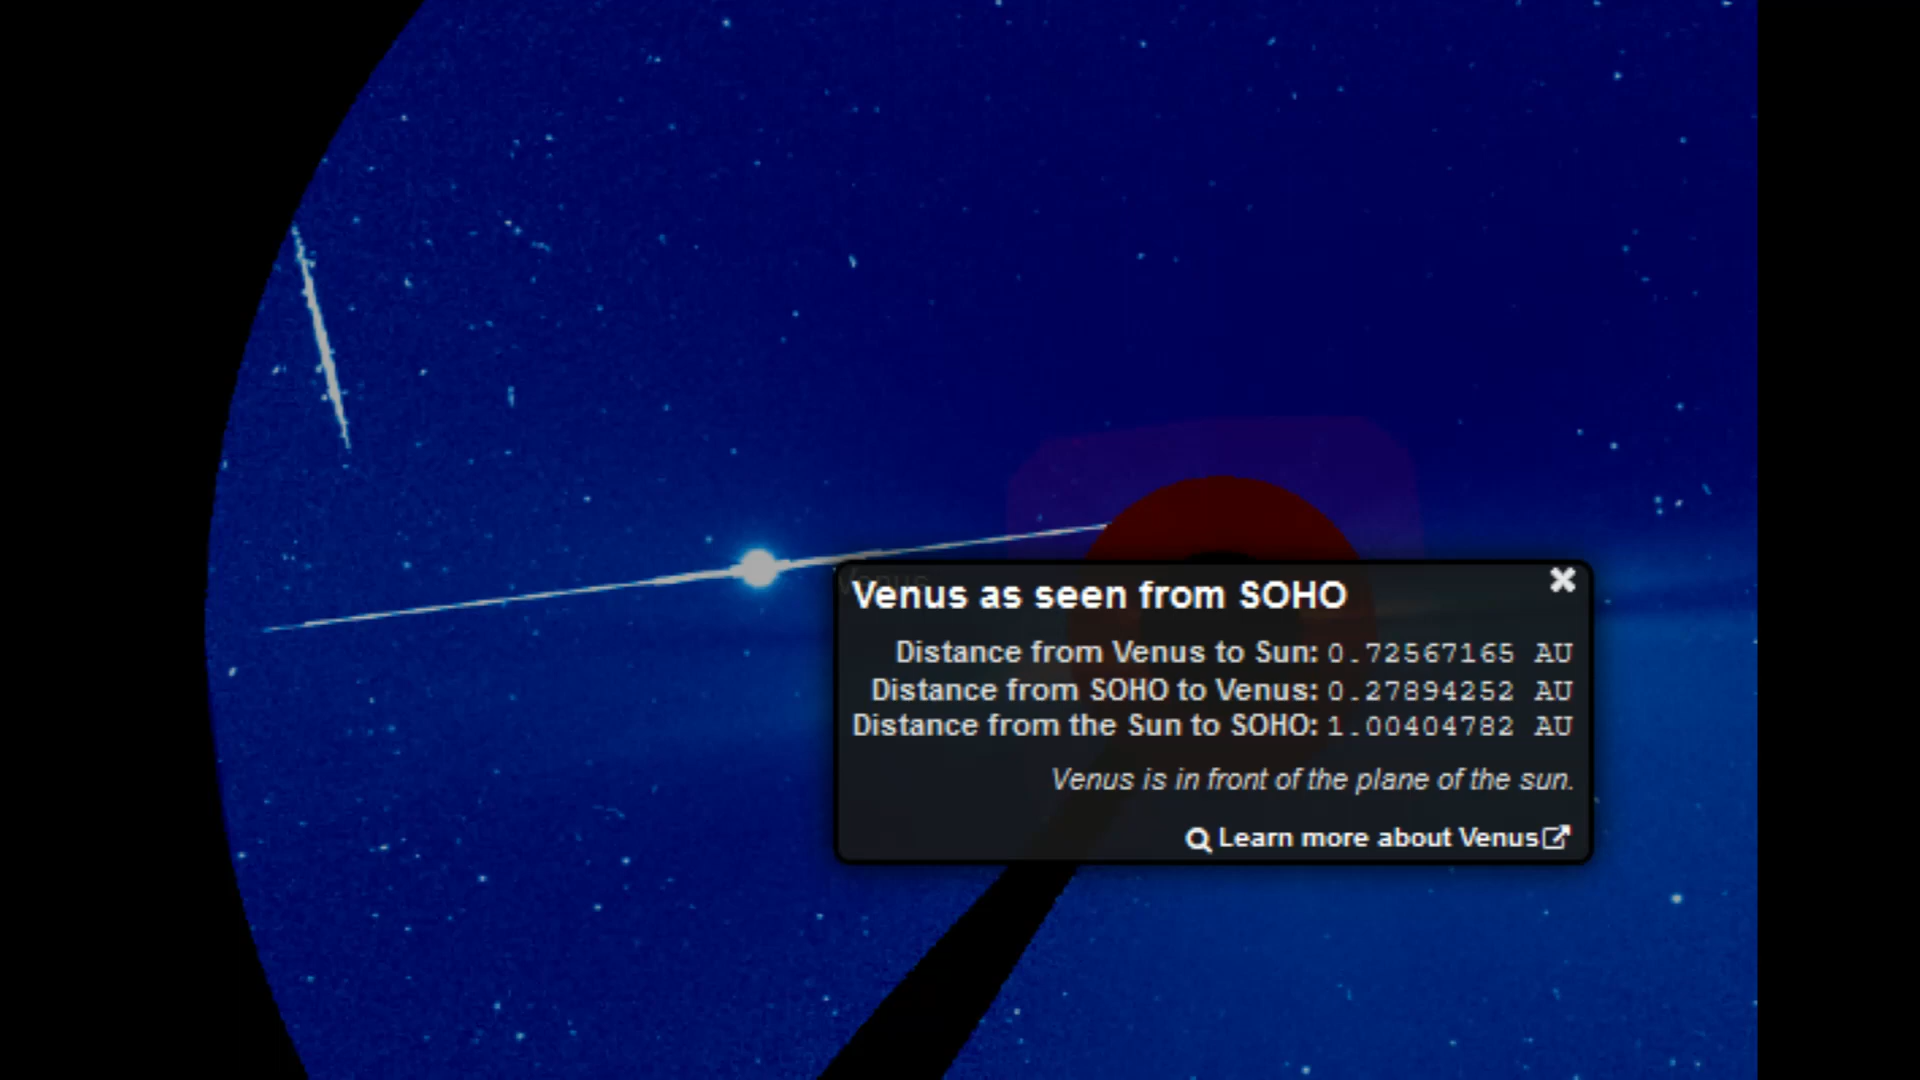 Venus
Venus as seen from SOHO
Distance from Venus to Sun: 0.72567165 AU
Distance from SOHO to Venus: 0.27894252 AU
Distance from the Sun to SOHO: 1.00404782 AU
Venus is in front of the plane of the sun.
Learn more about Venus